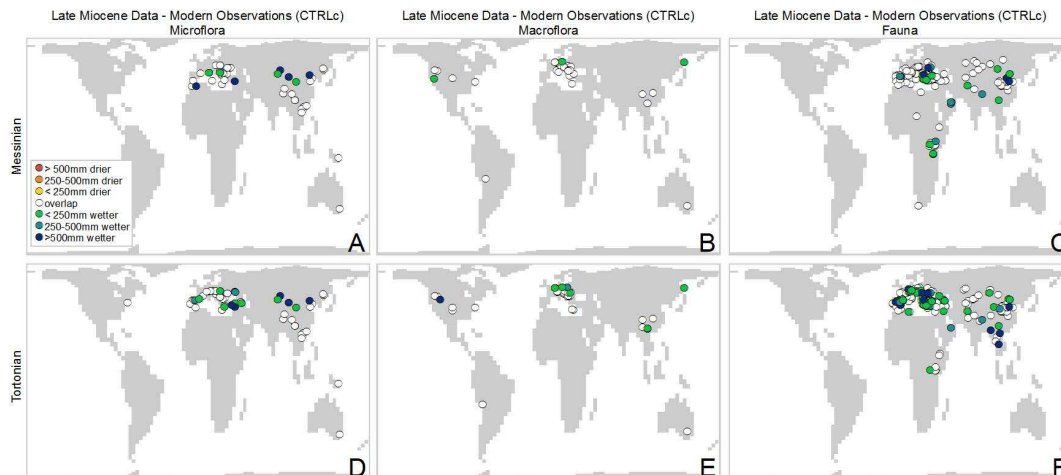 Late Miocene Data - Modern Observations (CTRLc)
Microflora
Late Miocene Data - Modern Observations (CTRLc)
Macroflora
Late Miocene Data - Modern Observations (CTRLc)
Fauna
Messinian
> 500mm drier
250-500mm drier
< 250mm drier
overlap
< 250mm wetter
250-500mm wetter
>500mm wetter
A
B
C
Tortonian
D
E
F